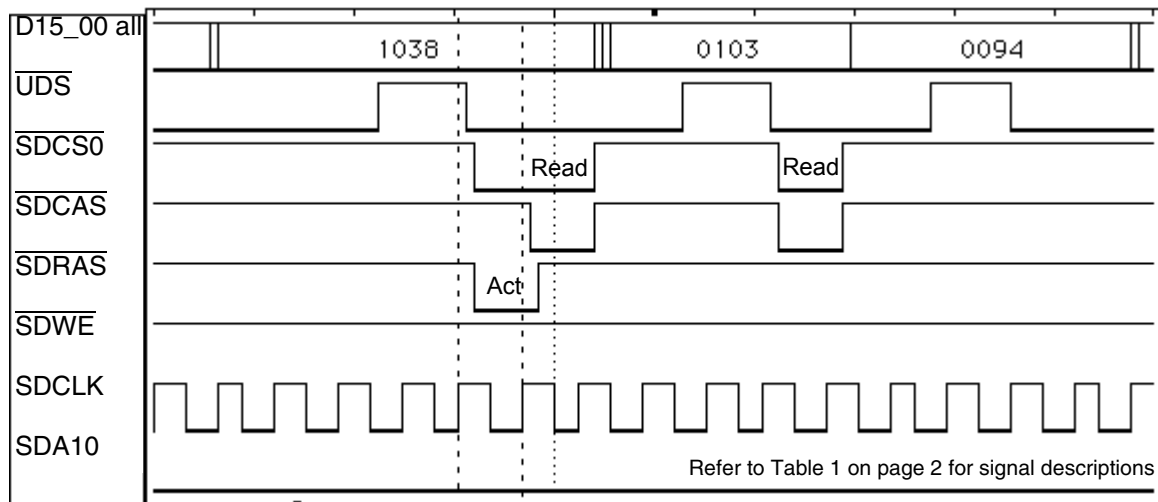 D15_00 all
1038
0103
0094
UDS
SDCS0
Read
Read
SDCAS
SDRAS
Act
SDWE
SDCLK
SDA10
Refer to Table 1 on page 2 for signal descriptions